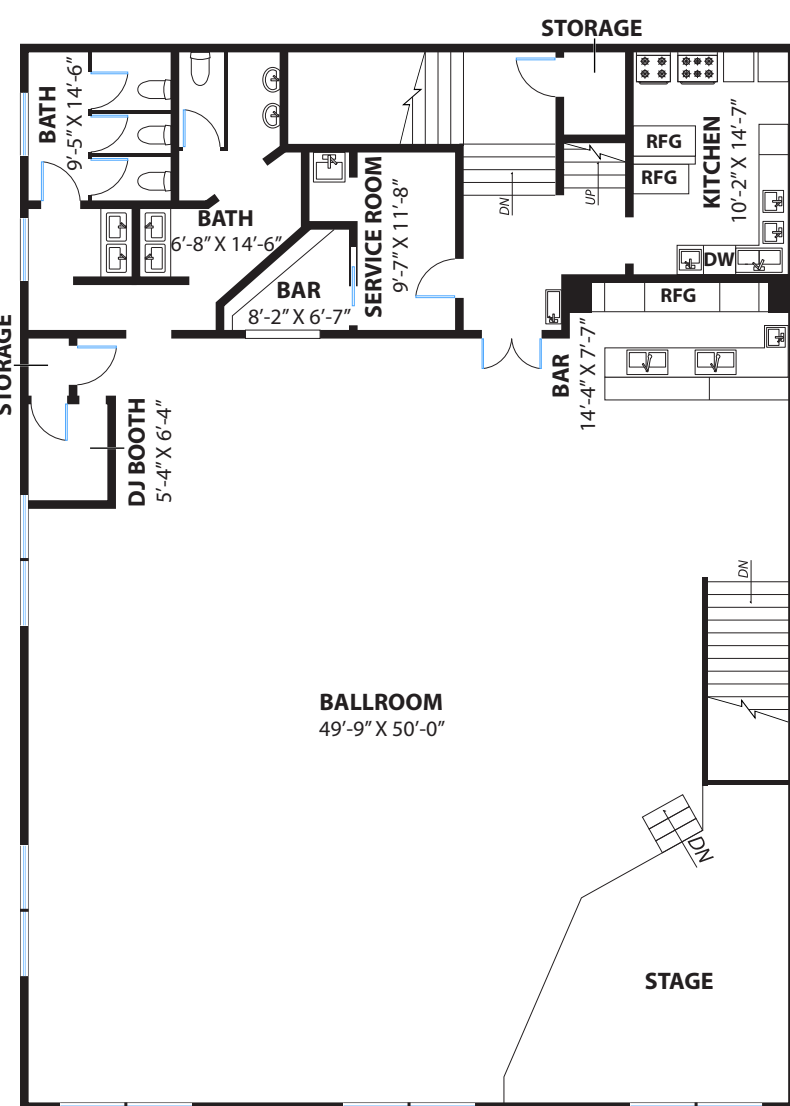 STORAGE
BATH
9'-5" X 14'-6"
RFG
RFG
KITCHEN
10'-2" X 14'-7"
DN
UP
BATH
6'-8" X 14'-6"
SERVICE ROOM
9'-7" X 11'-8"
DW
BAR
8'-2" X 6'-7"
RFG
BAR
14'-4" X 7'-7"
STORAGE
DJ BOOTH
5'-4" X 6'-4"
DN
BALLROOM
49'-9" X 50'-0"
DN
STAGE